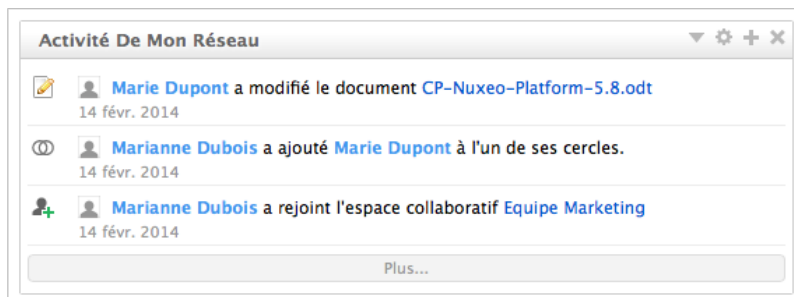 Activité De Mon Réseau
Marie Dupont a modifié le document CP-Nuxeo-Platform-5.8.odt
14 févr. 2014
Marianne Dubois a ajouté Marie Dupont à l'un de ses cercles.
14 févr. 2014
Marianne Dubois a rejoint l'espace collaboratif Equipe Marketing
14 févr. 2014
Plus...